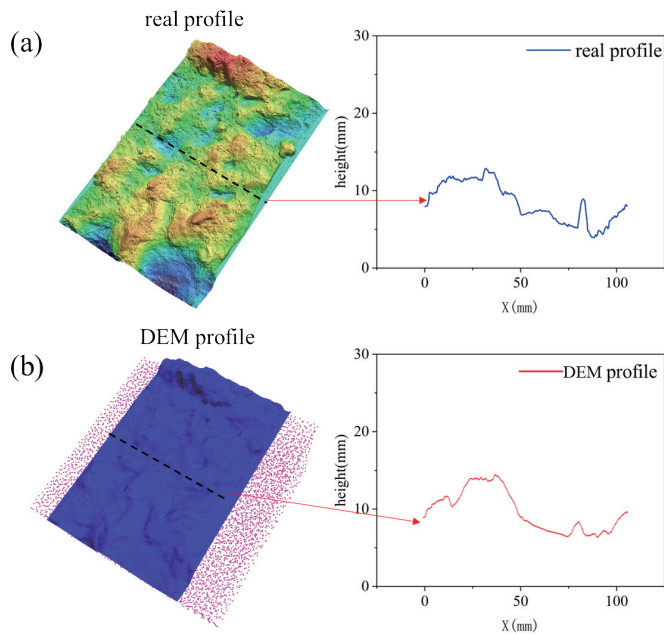 real profile
(a)
real profile
30
20
10
0
height(mm)
0
50
100
X(mm)
DEM profile
(b)
DEM profile
30
20
10
0
height(mm)
0
50
100
X(mm)